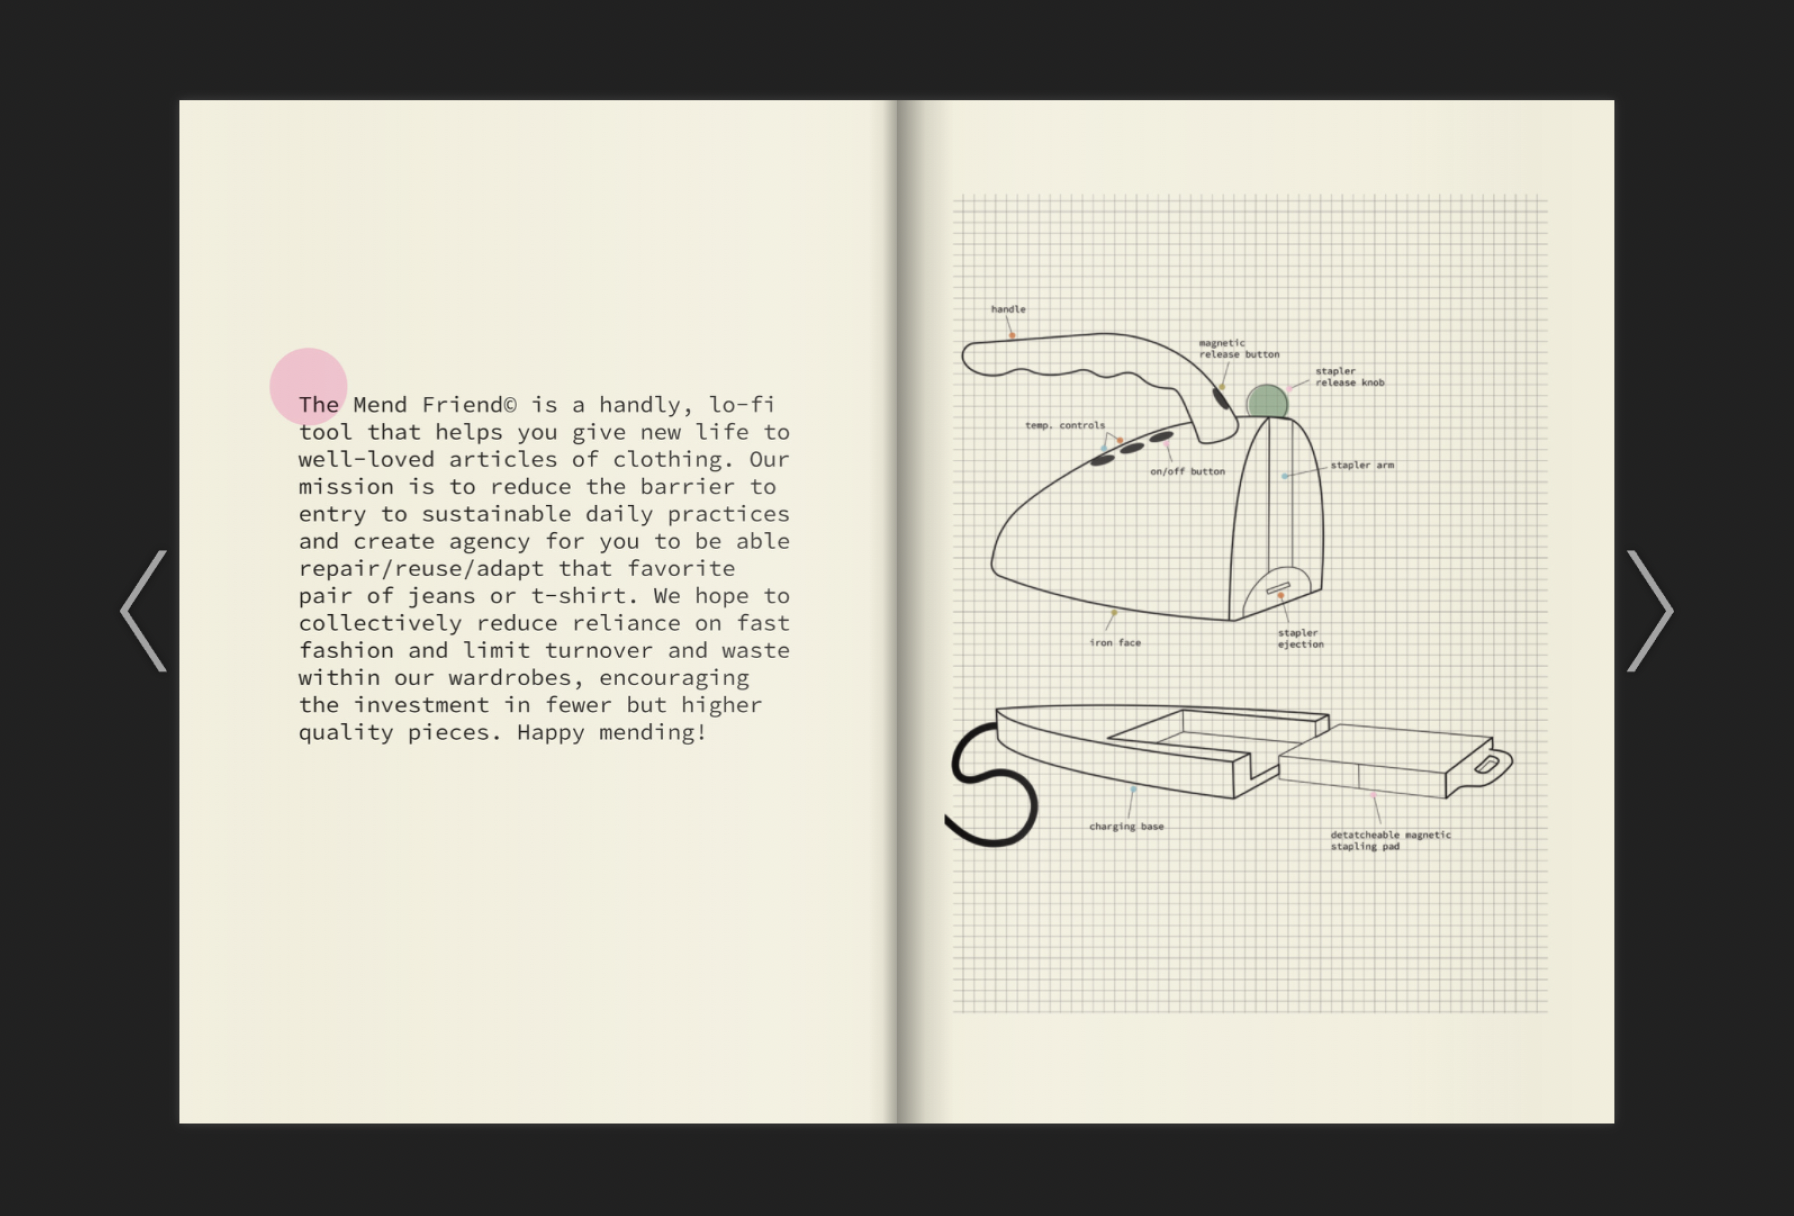 The Mend Friend© is a handly, lo-fi
tool that helps you give new life to
well-loved articles of clothing. Our
mission is to reduce the barrier to
entry to sustainable daily practices
and create agency for you to be able
repair/reuse/adapt that favorite
pair of jeans or t-shirt. We hope to
collectively reduce reliance on fast
fashion and limit turnover and waste
within our wardrobes, encouraging
the investment in fewer but higher
quality pieces. Happy mending!
handle
magnetic
release button
stapler
release knob
temp. controls
on/off button
stapler arm
iron face
stapler
ejection
charging base
detatcheable magnetic
stapling pad